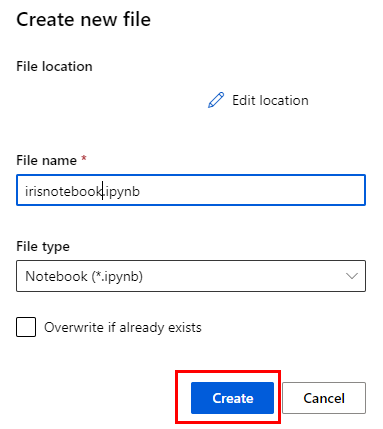 Create new file
File location
Edit location
File name *
irisnotebook.ipynb
File type
Notebook (*.ipynb)
Overwrite if already exists
Create Cancel